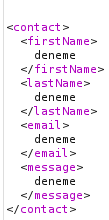 <contact>
<firstName>
deneme
</firstName>
<lastName>
deneme
</lastName>
<email>
deneme
</email>
<message>
deneme
</message>
</contact>